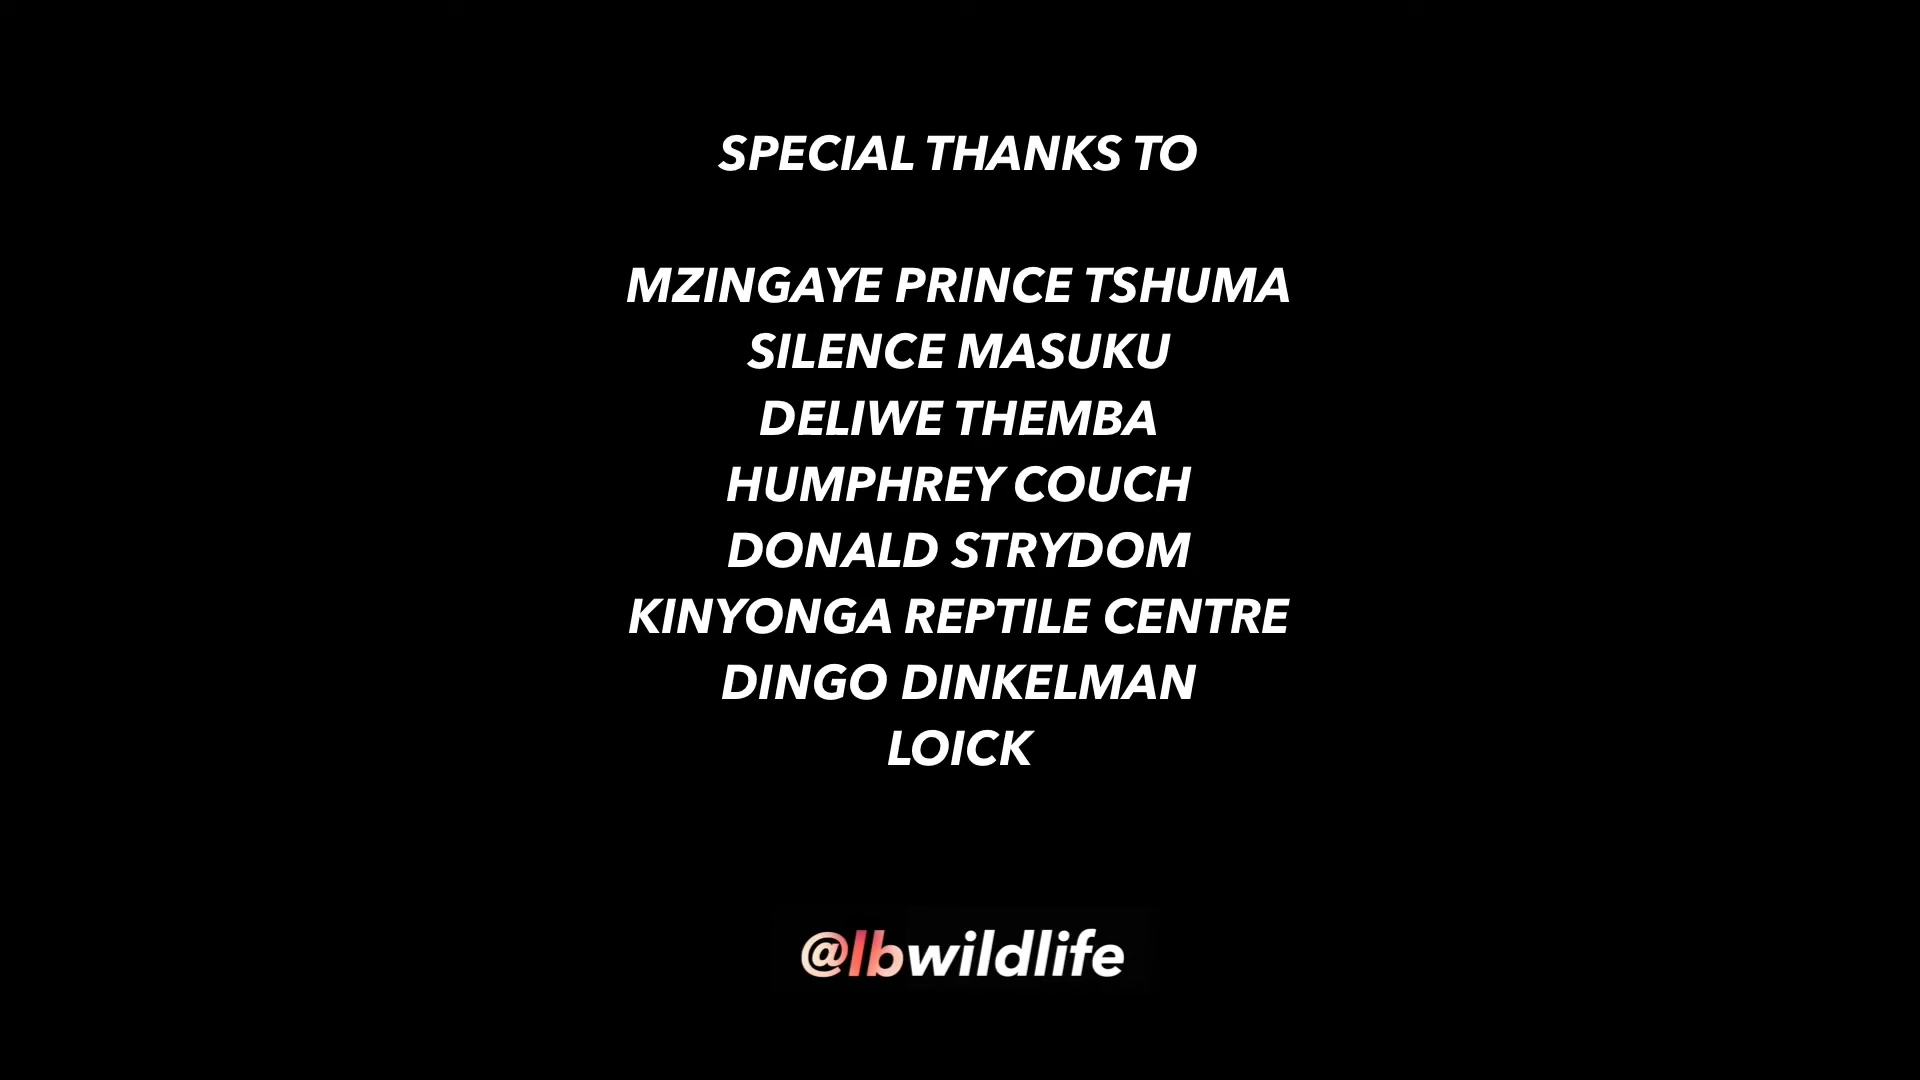 SPECIAL THANKS TO
MZINGAYE PRINCE TSHUMA
SILENCE MASUKU
DELIWE THEMBA
HUMPHREY COUCH
DONALD STRYDOM
KINYONGA REPTILE CENTRE
DINGO DINKELMAN
LOICK
@lbwildlife